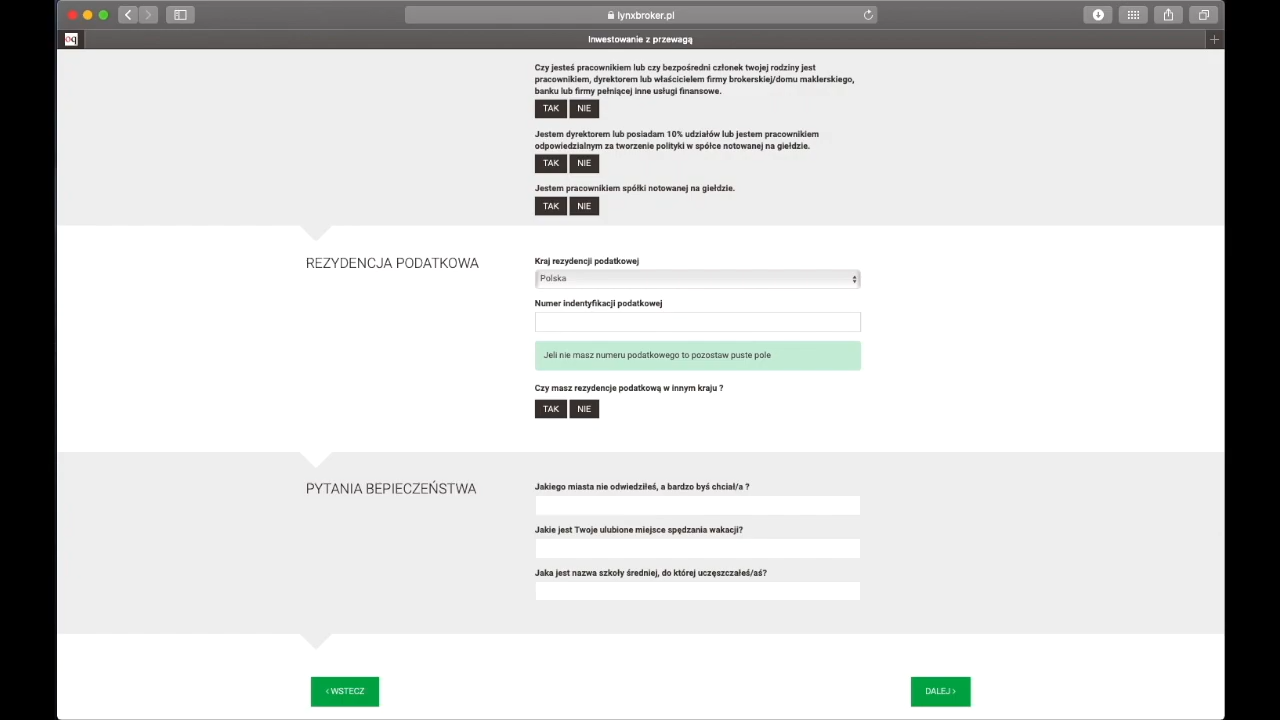 lynxbroker.pl
oq
Inwestowanie z przewagą
Czy jesteś pracownikiem lub czy bezpośredni członek twojej rodziny jest
pracownikiem, dyrektorem lub właścicielem firmy brokerskiej/domu maklerskiego,
banku lub firmy pełniącej inne usługi finansowe.
TAK NIE
Jestem dyrektorem lub posiadam 10% udziałów lub jestem pracownikiem
odpowiedzialnym za tworzenie polityki w spółce notowanej na giełdzie.
TAK NIE
Jestem pracownikiem spółki notowanej na giełdzie.
TAK NIE
REZYDENCJA PODATKOWA
Kraj rezydencji podatkowej
Polska
Numer indentyfikacji podatkowej
Jeli nie masz numeru podatkowego to pozostaw puste pole
Czy masz rezydencje podatkową w innym kraju ?
TAK NIE
PYTANIA BEPIECZEŃSTWA
Jakiego miasta nie odwiedziłeś, a bardzo byś chciał/a ?
Jakie jest Twoje ulubione miejsce spędzania wakacji?
Jaka jest nazwa szkoły średniej, do której uczęszczałeś/aś?
‹ WSTECZ
DALEJ ›